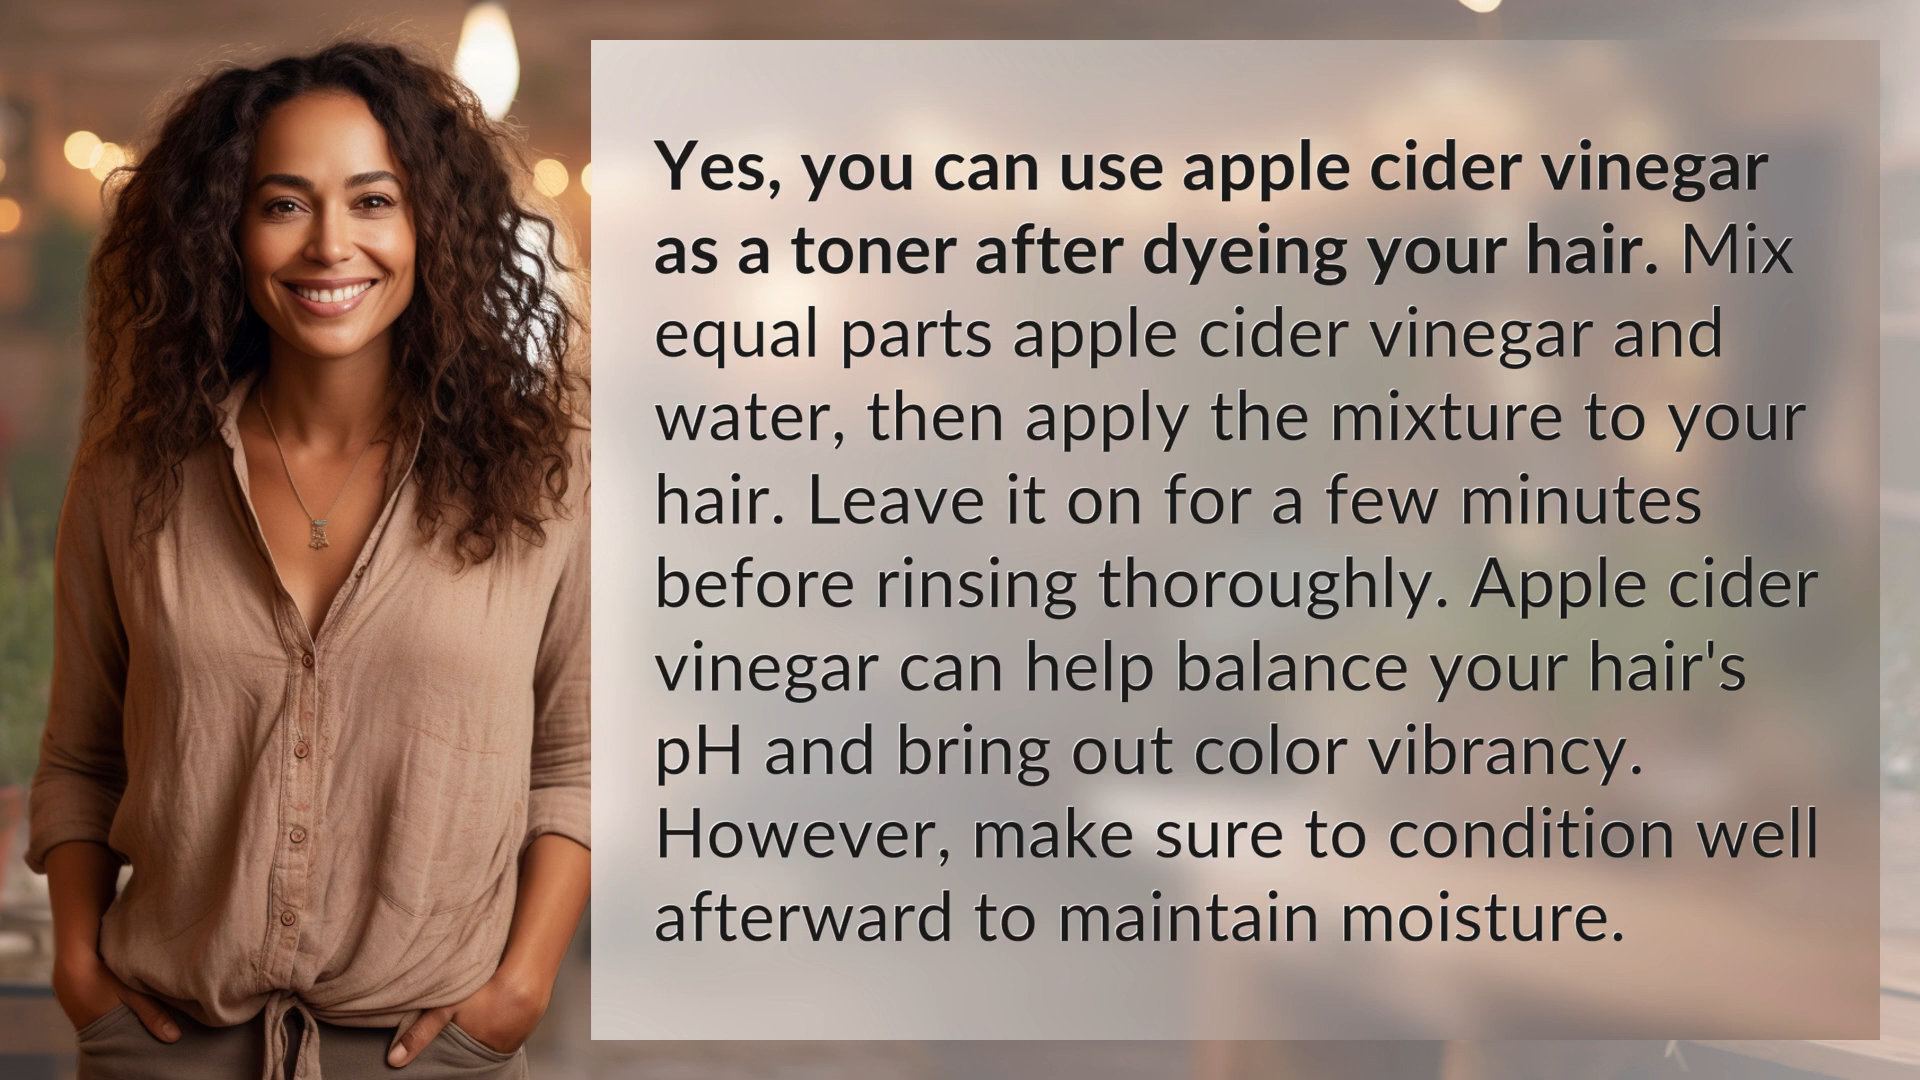 Yes, you can use apple cider vinegar
as a toner after dyeing your hair. Mix
equal parts apple cider vinegar and
water, then apply the mixture to your
hair. Leave it on for a few minutes
before rinsing thoroughly. Apple cider
vinegar can help balance your hair's
pH and bring out color vibrancy.
However, make sure to condition well
afterward to maintain moisture.